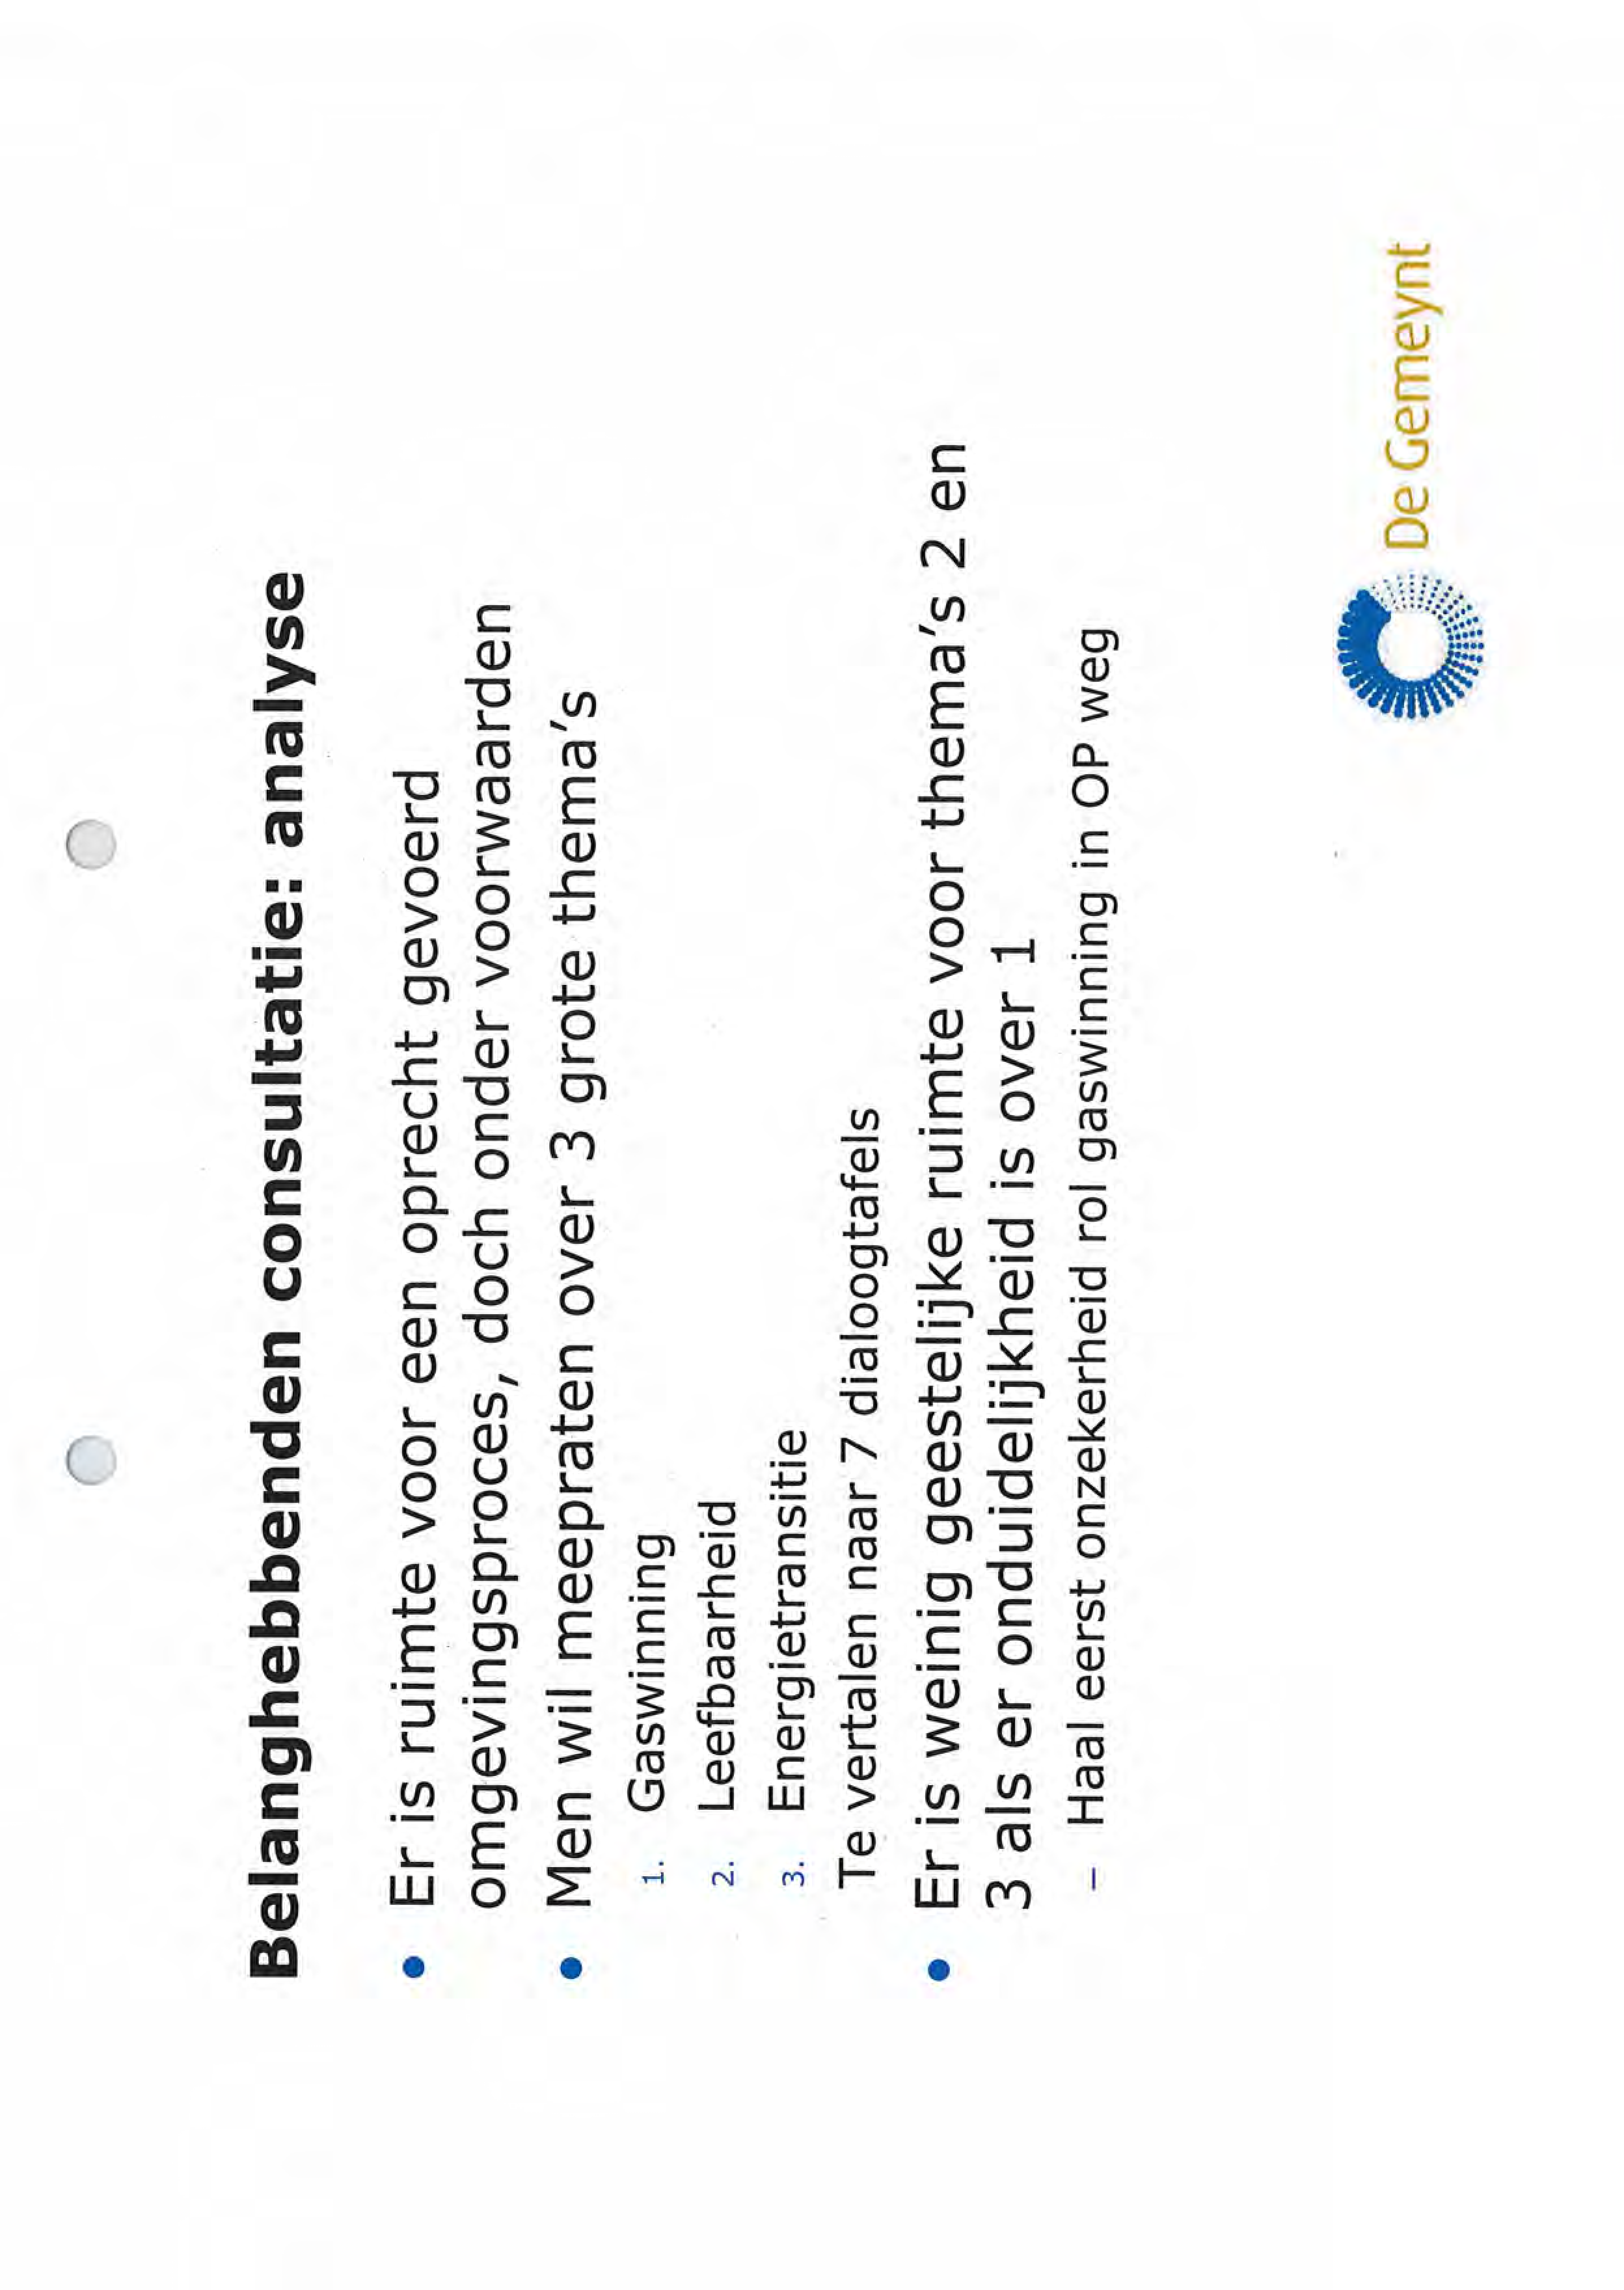 Belanghebbenden consultatie: analyse
• Er is ruimte voor een oprecht gevoerd
omgevingsproces, doch onder voorwaarden
• Men wil meepraten over 3 grote thema's
1. Gaswinning
2. Leefbaarheid
3. Energietransitie
Te vertalen naar 7 dialoogtafels
• Er is weinig geestelijke ruimte voor thema's 2 en
3 als er onduidelijkheid is over 1
– Haal eerst onzekerheid rol gaswinning in OP weg
De Gemeynt